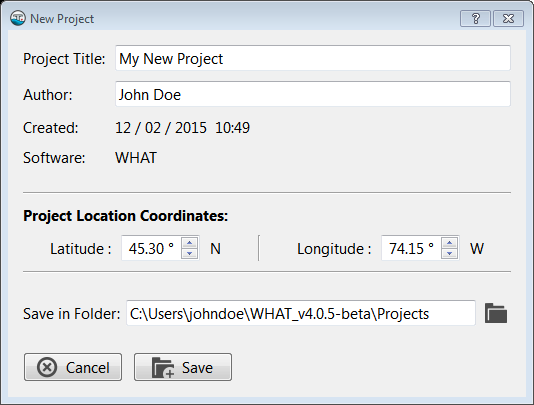 New Project
Project Title: My New Project
Author: John Doe
Created: 12 / 02 / 2015 10:49
Software: WHAT
Project Location Coordinates:
Latitude : 45.30 ° N Longitude : 74.15 ° W
Save in Folder: C:\Users\johndoe\WHAT_v4.0.5-beta\Projects
Cancel Save